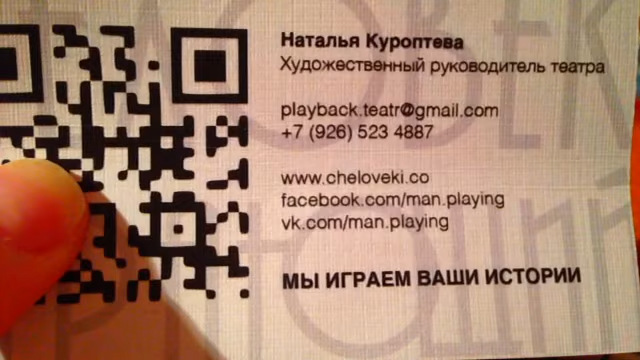 Наталья Куроптева
Художественный руководитель театра
playback.teatr@gmail.com
+7 (926) 523 4887
www.cheloveki.co
facebook.com/man.playing
vk.com/man.playing
МЫ ИГРАЕМ ВАШИ ИСТОРИИ